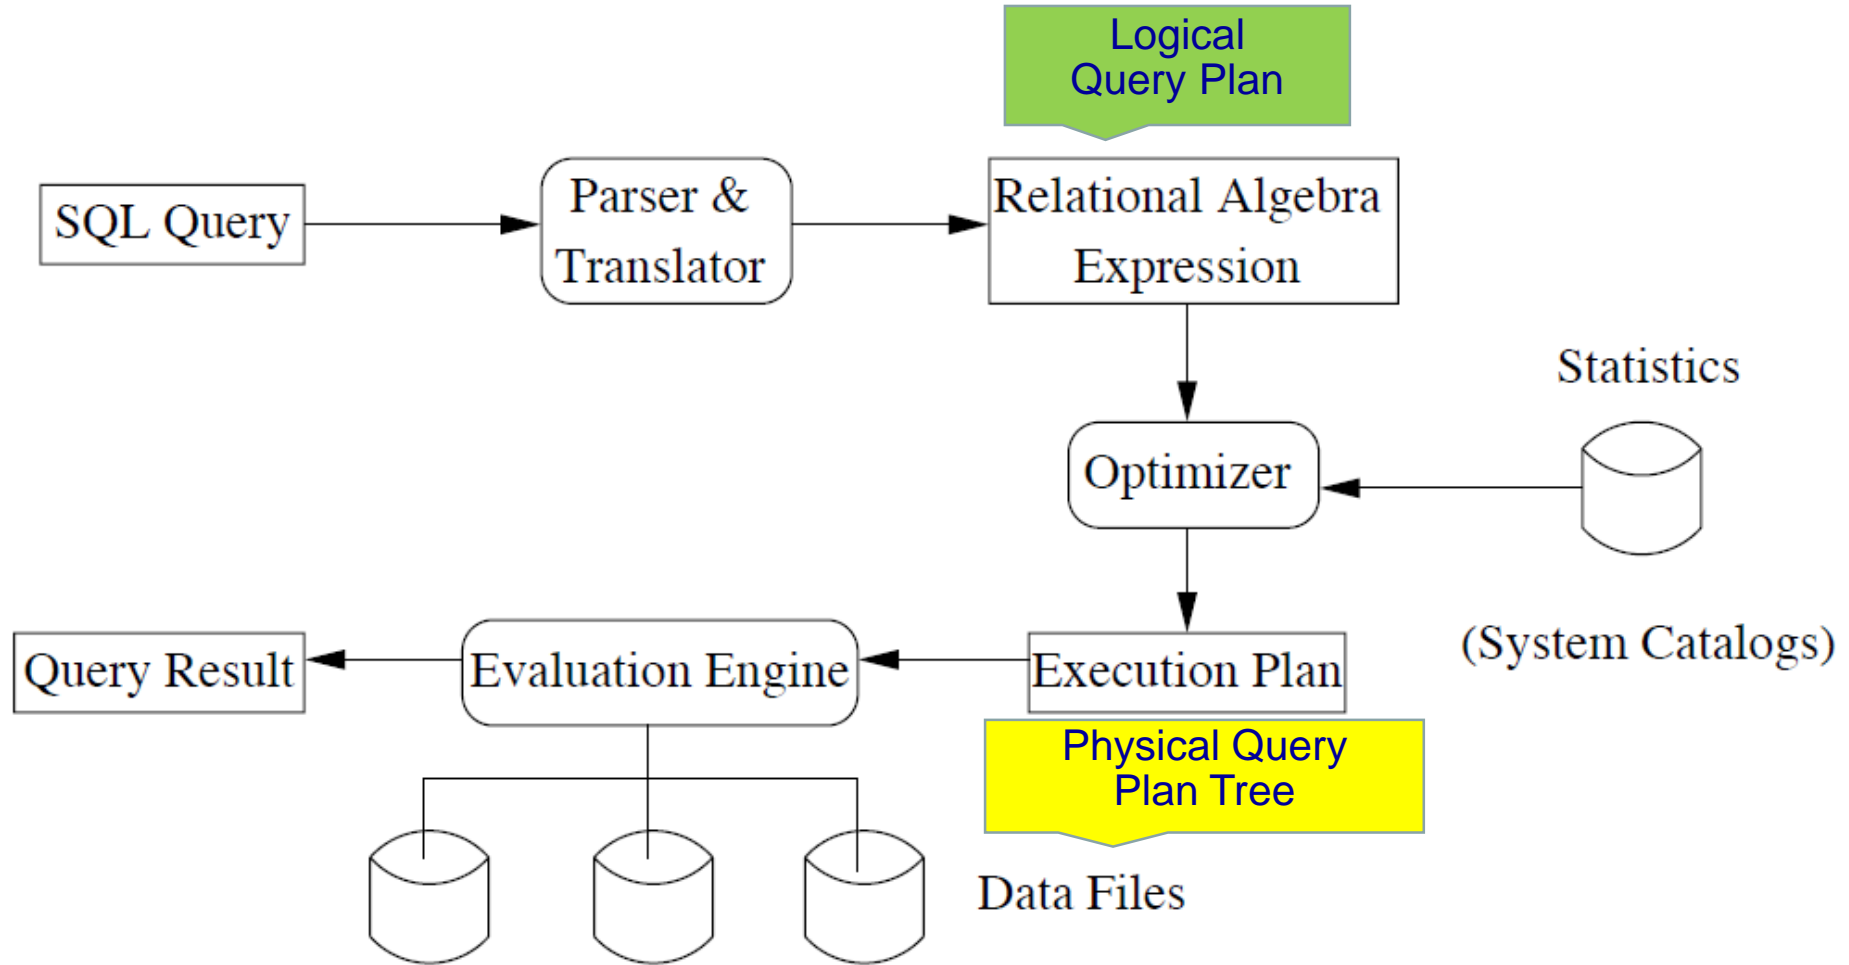 Logical
Query Plan
SQL Query
Parser &
Translator
Relational Algebra
Expression
Statistics
Optimizer
(System Catalogs)
Query Result
Evaluation Engine
Execution Plan
Physical Query
Plan Tree
Data Files